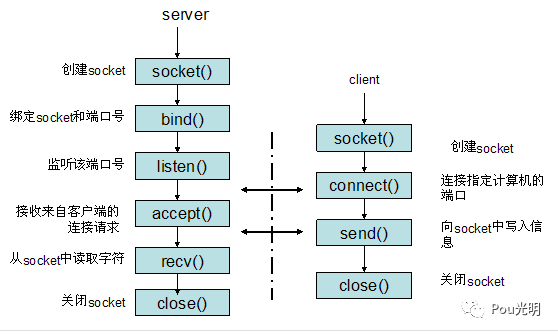 server
创建socket
socket()
绑定socket和端口号
bind()
监听该端口号
listen()
接收来自客户端的
连接请求
accept()
从socket中读取字符
recv()
关闭socket
close()
client
socket()
创建socket
connect()
连接指定计算机的
端口
send()
向socket中写入信
息
close()
关闭socket
Pou光明